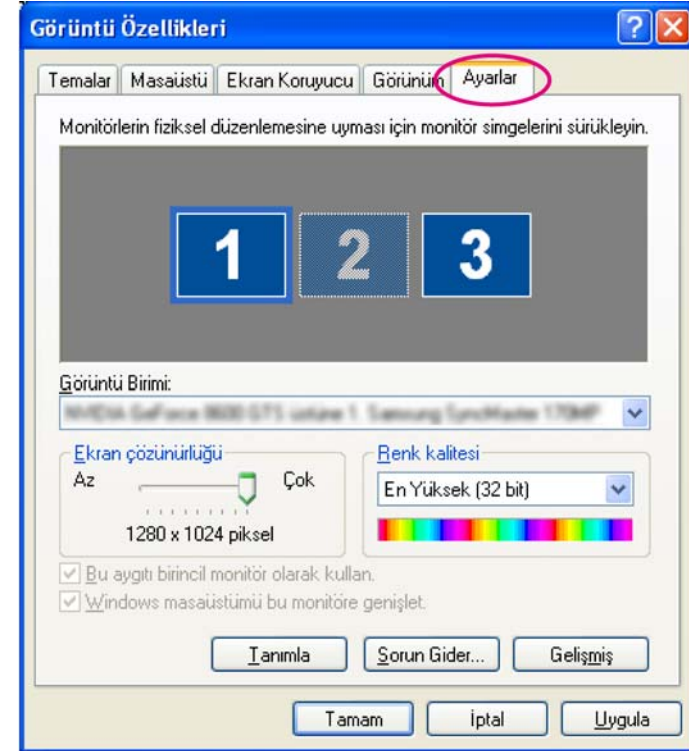 Görüntü Özellikleri
Temalar Masaüstü Ekran Koruyucu Görünüm Ayarlar
Monitörlerin fiziksel düzenlemesine uyması için monitör simgelerini sürükleyin.
1 2 3
Görüntü Birimi:
Ekran çözünürlüğü
Az Çok
1280 x 1024 piksel
Renk kalitesi
En Yüksek (32 bit)
Bu aygıtı birincil monitör olarak kullan.
Windows masaüstümü bu monitöre genişlet.
Tanımla Sorun Gider... Gelişmiş
Tamam İptal Uygula